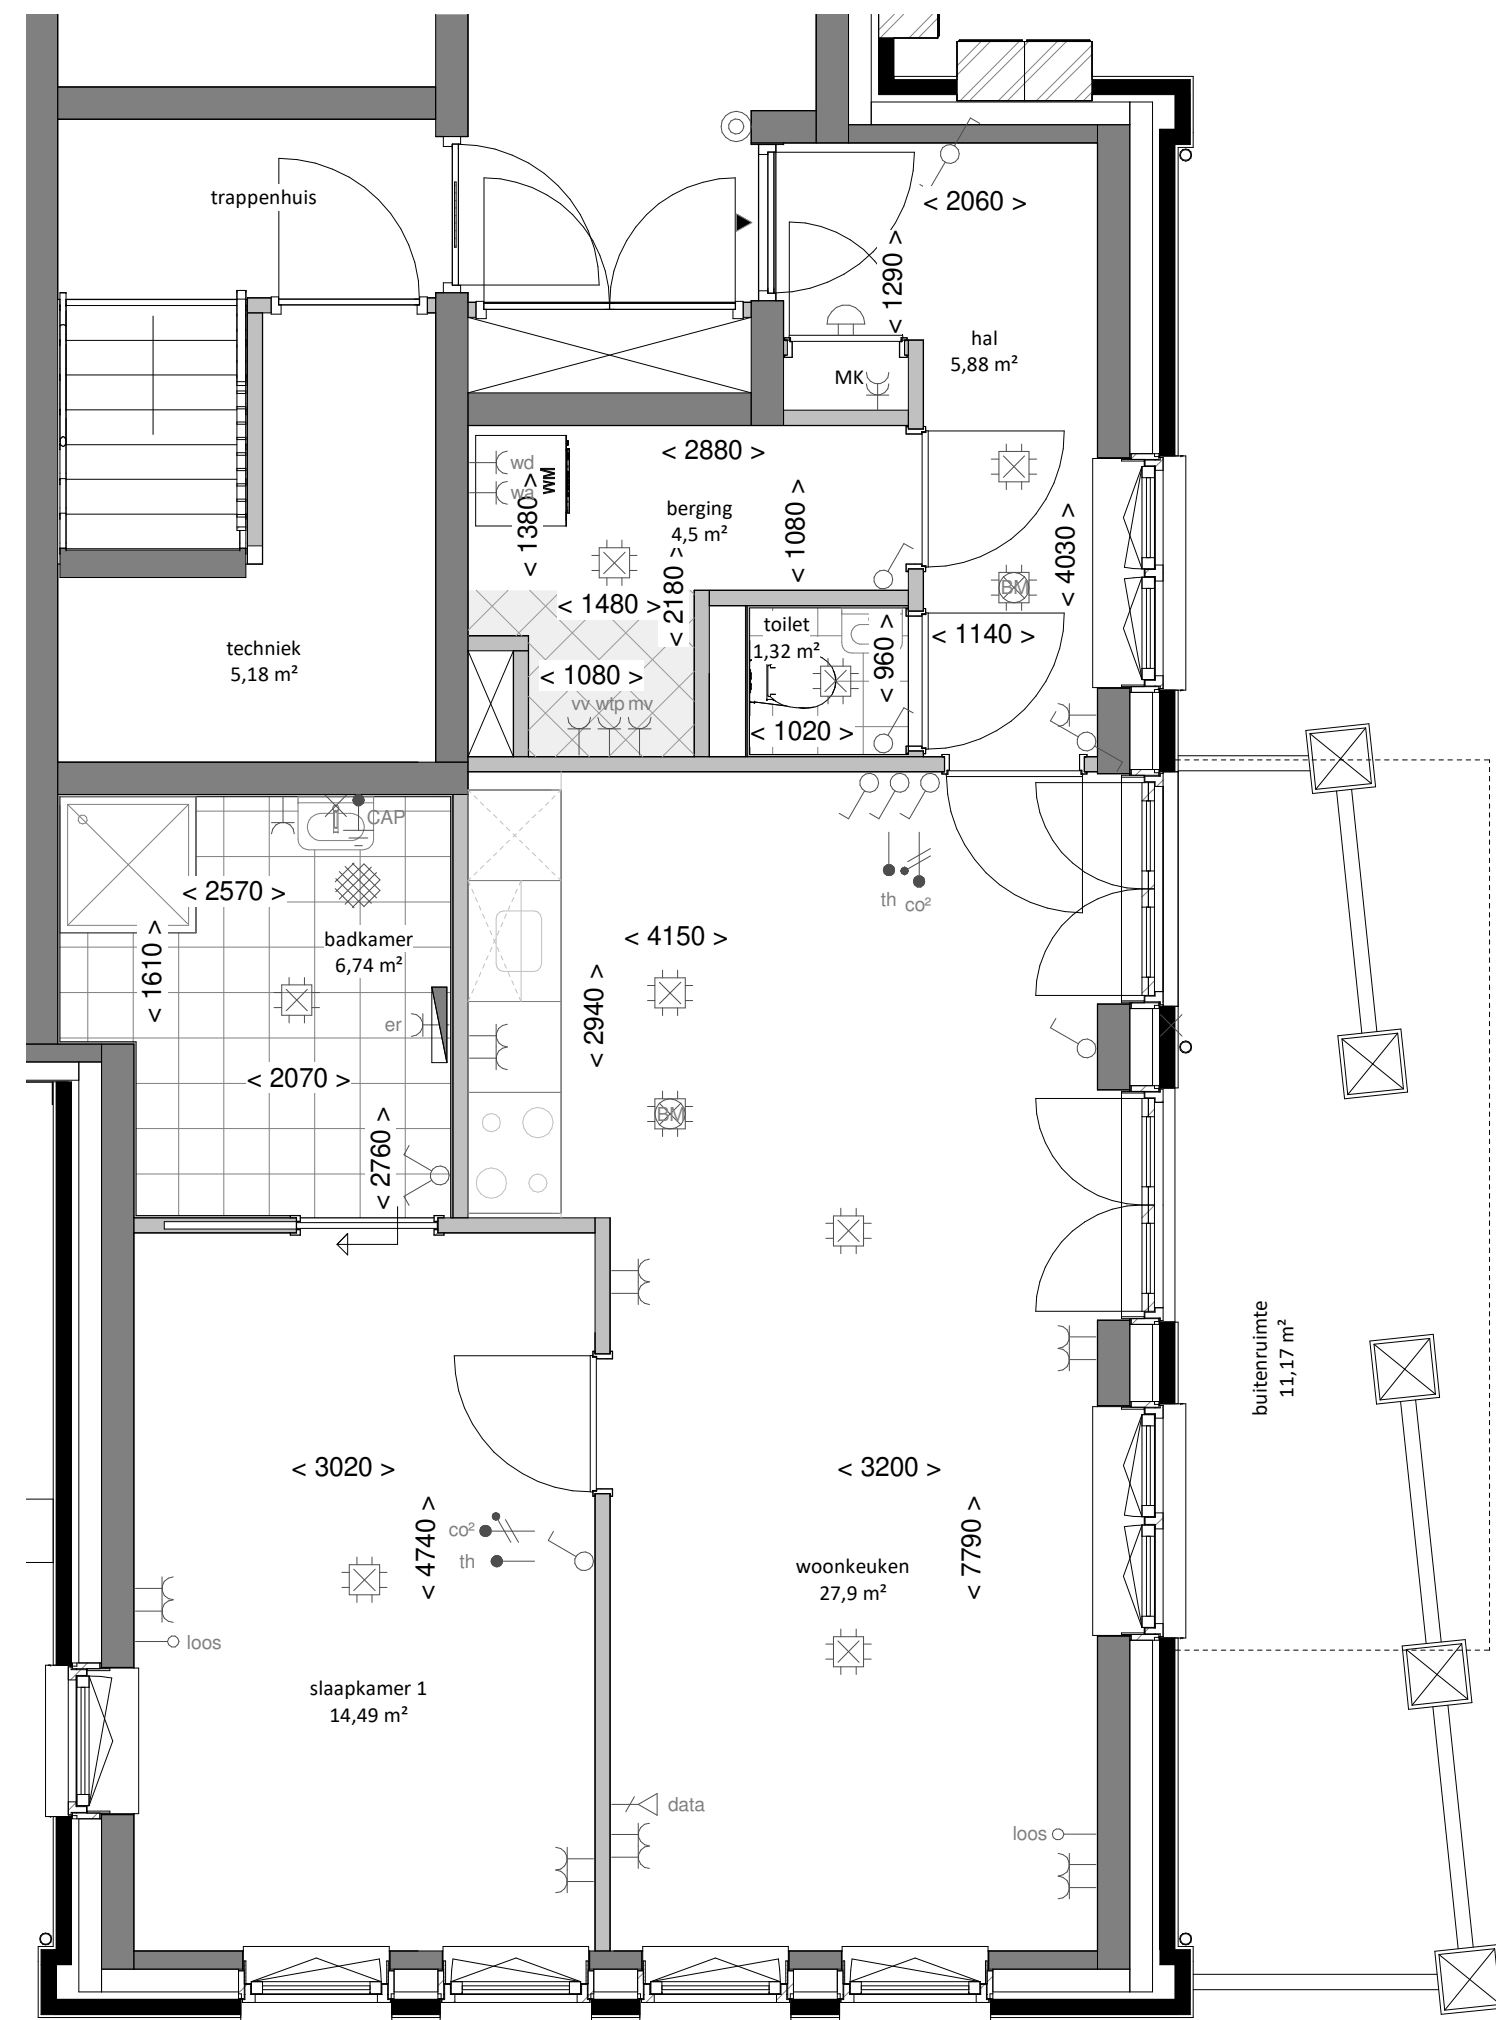 trappenhuis
< 2060 >
< 1290 >
hal
5,88 m²
MK
< 2880 >
wd
wa
WM
< 1380 >
berging
4,5 m²
< 1080 >
< 4030 >
< 2180 >
< 1480 >
BM
toilet
1,32 m²
< 960 >
< 1140 >
techniek
5,18 m²
< 1080 >
vv wtp mv
< 1020 >
CAP
< 2570 >
th co²
badkamer
6,74 m²
< 4150 >
< 1610 >
< 2940 >
er
< 2070 >
BM
< 2760 >
buitenruimte
11,17 m²
< 3020 >
< 3200 >
co²
th
< 4740 >
< 7790 >
woonkeuken
27,9 m²
loos
slaapkamer 1
14,49 m²
data
loos